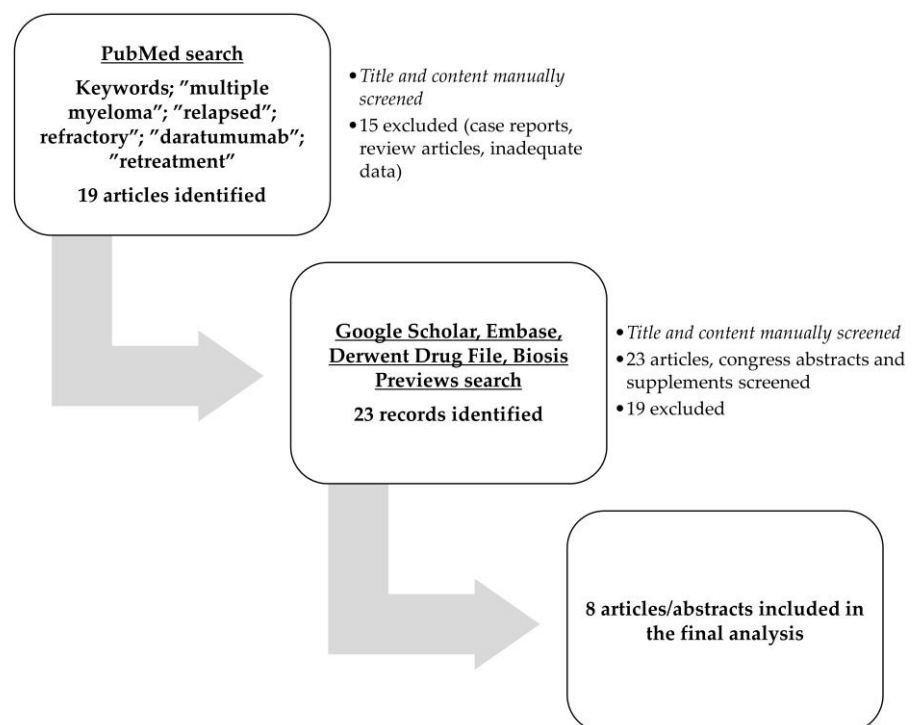 PubMed search
Keywords; ”multiple
myeloma”; ”relapsed”;
refractory”; ”daratumumab”;
”retreatment”
19 articles identified
•Title and content manually
screened
•15 excluded (case reports,
review articles, inadequate
data)
Google Scholar, Embase,
Derwent Drug File, Biosis
Previews search
23 records identified
•Title and content manually screened
•23 articles, congress abstracts and
supplements screened
•19 excluded
8 articles/abstracts included in
the final analysis